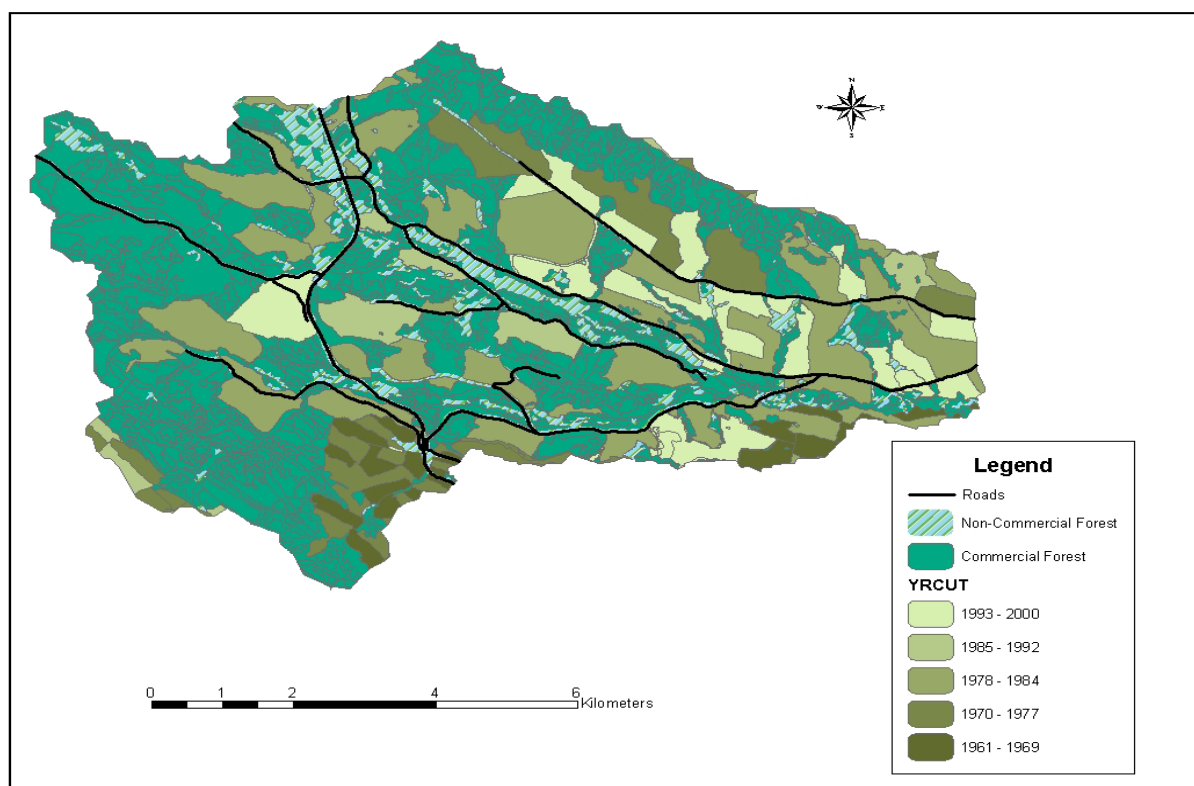 N
W E
S
Legend
Roads
Non-Commercial Forest
Commercial Forest
YRCUT
1993 - 2000
1985 - 1992
1978 - 1984
1970 - 1977
1961 - 1969
0 1 2 4 6
Kilometers